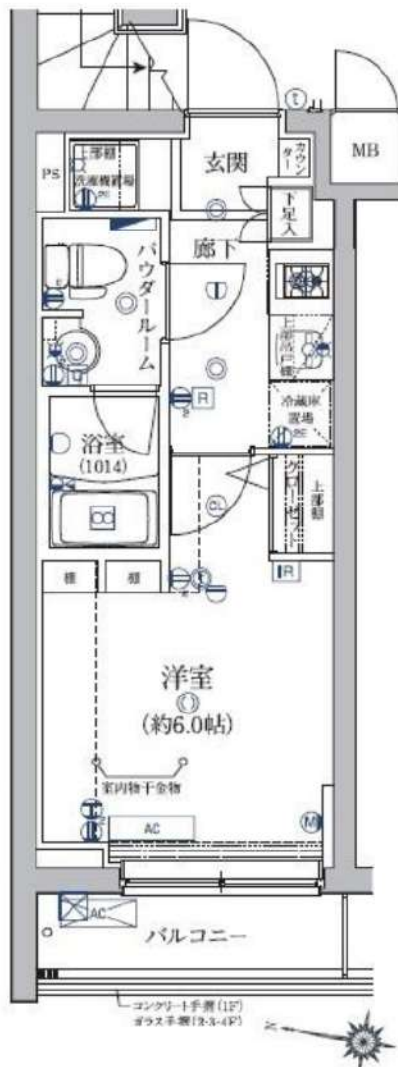 玄関
カウンター
MB
PS
上部棚
洗濯機置場
下足入
廊下
パウダールーム
上部吊戸棚
R
冷蔵庫置場
浴室
(1014)
CL
クローゼット
上部棚
棚
棚
R
洋室
(約6.0帖)
室内物干金物
M
AC
AC
バルコニー
コンクリート手摺(1F)
ガラス手摺(2・3・4F)
N